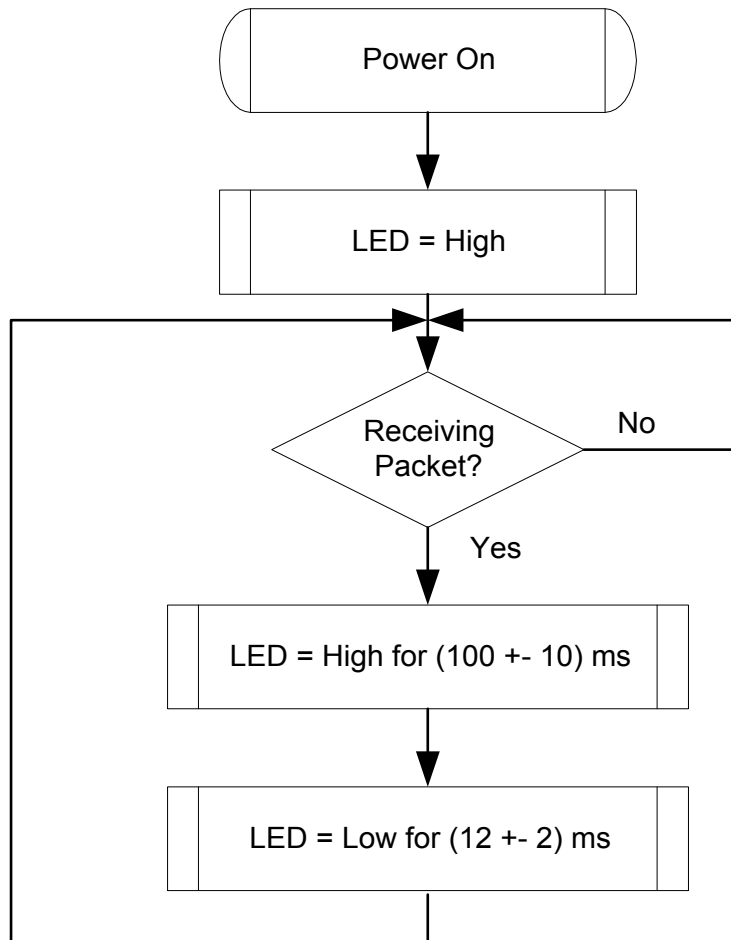 Power On
LED = High
Receiving
Packet?
No
Yes
LED = High for (100 +- 10) ms
LED = Low for (12 +- 2) ms